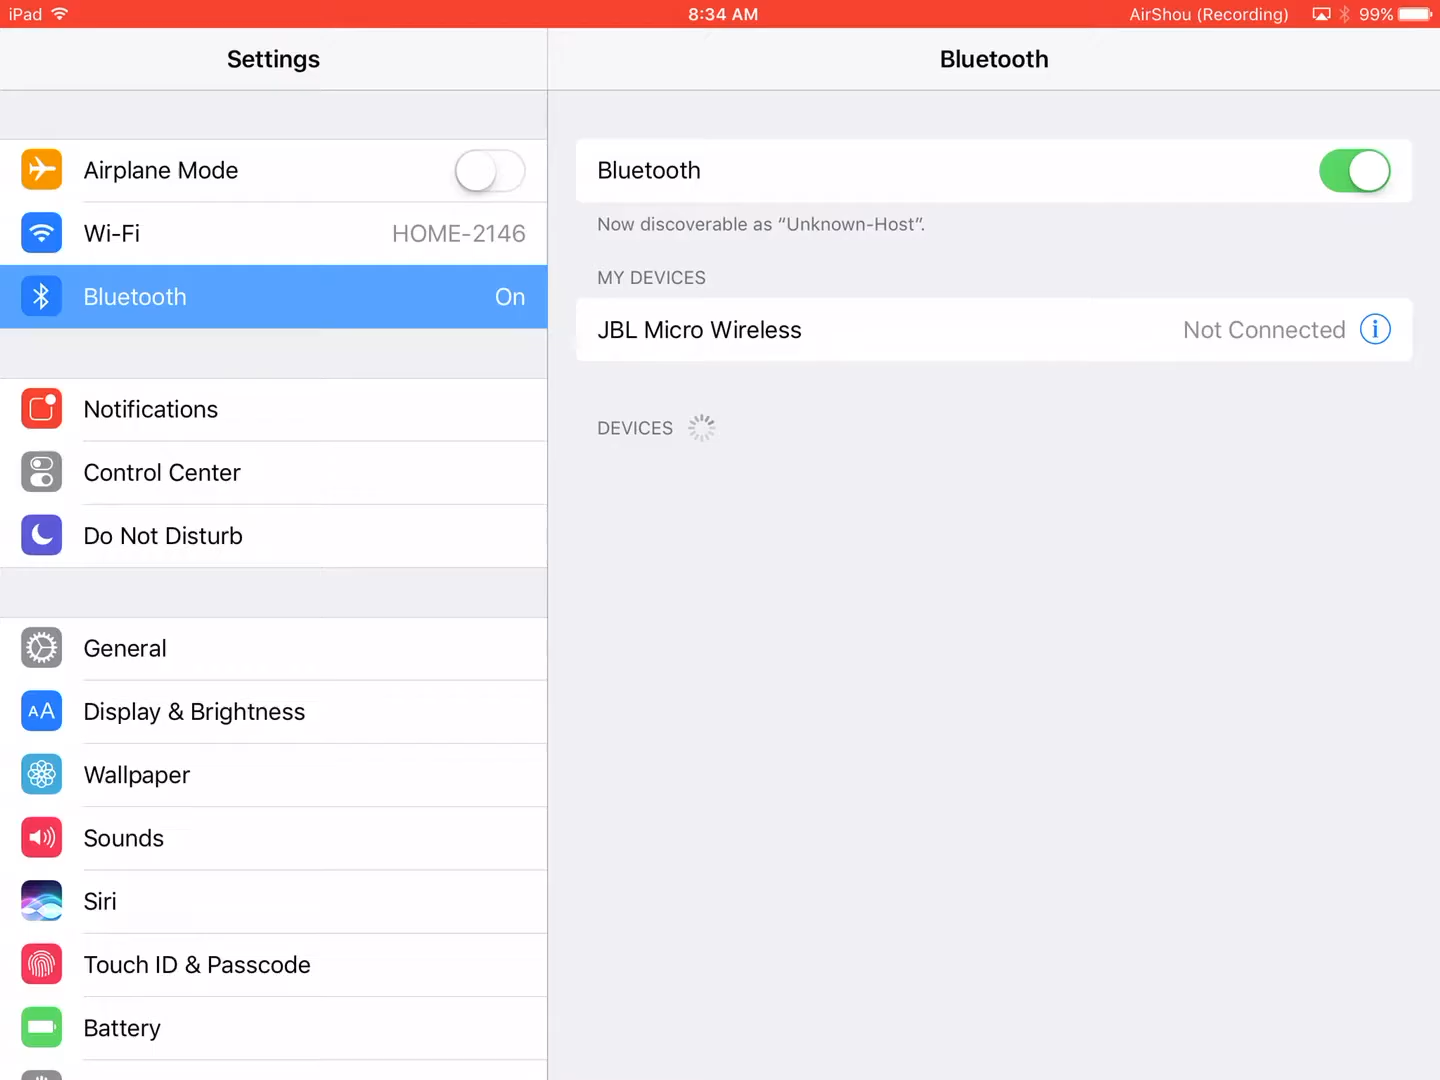 iPad 8:34 AM AirShou (Recording) 99%
Settings
Bluetooth
Airplane Mode
Wi-Fi HOME-2146
Bluetooth On
Notifications
Control Center
Do Not Disturb
General
AA Display & Brightness
Wallpaper
Sounds
Siri
Touch ID & Passcode
Battery
Bluetooth
Now discoverable as “Unknown-Host”.
MY DEVICES
JBL Micro Wireless Not Connected i
DEVICES